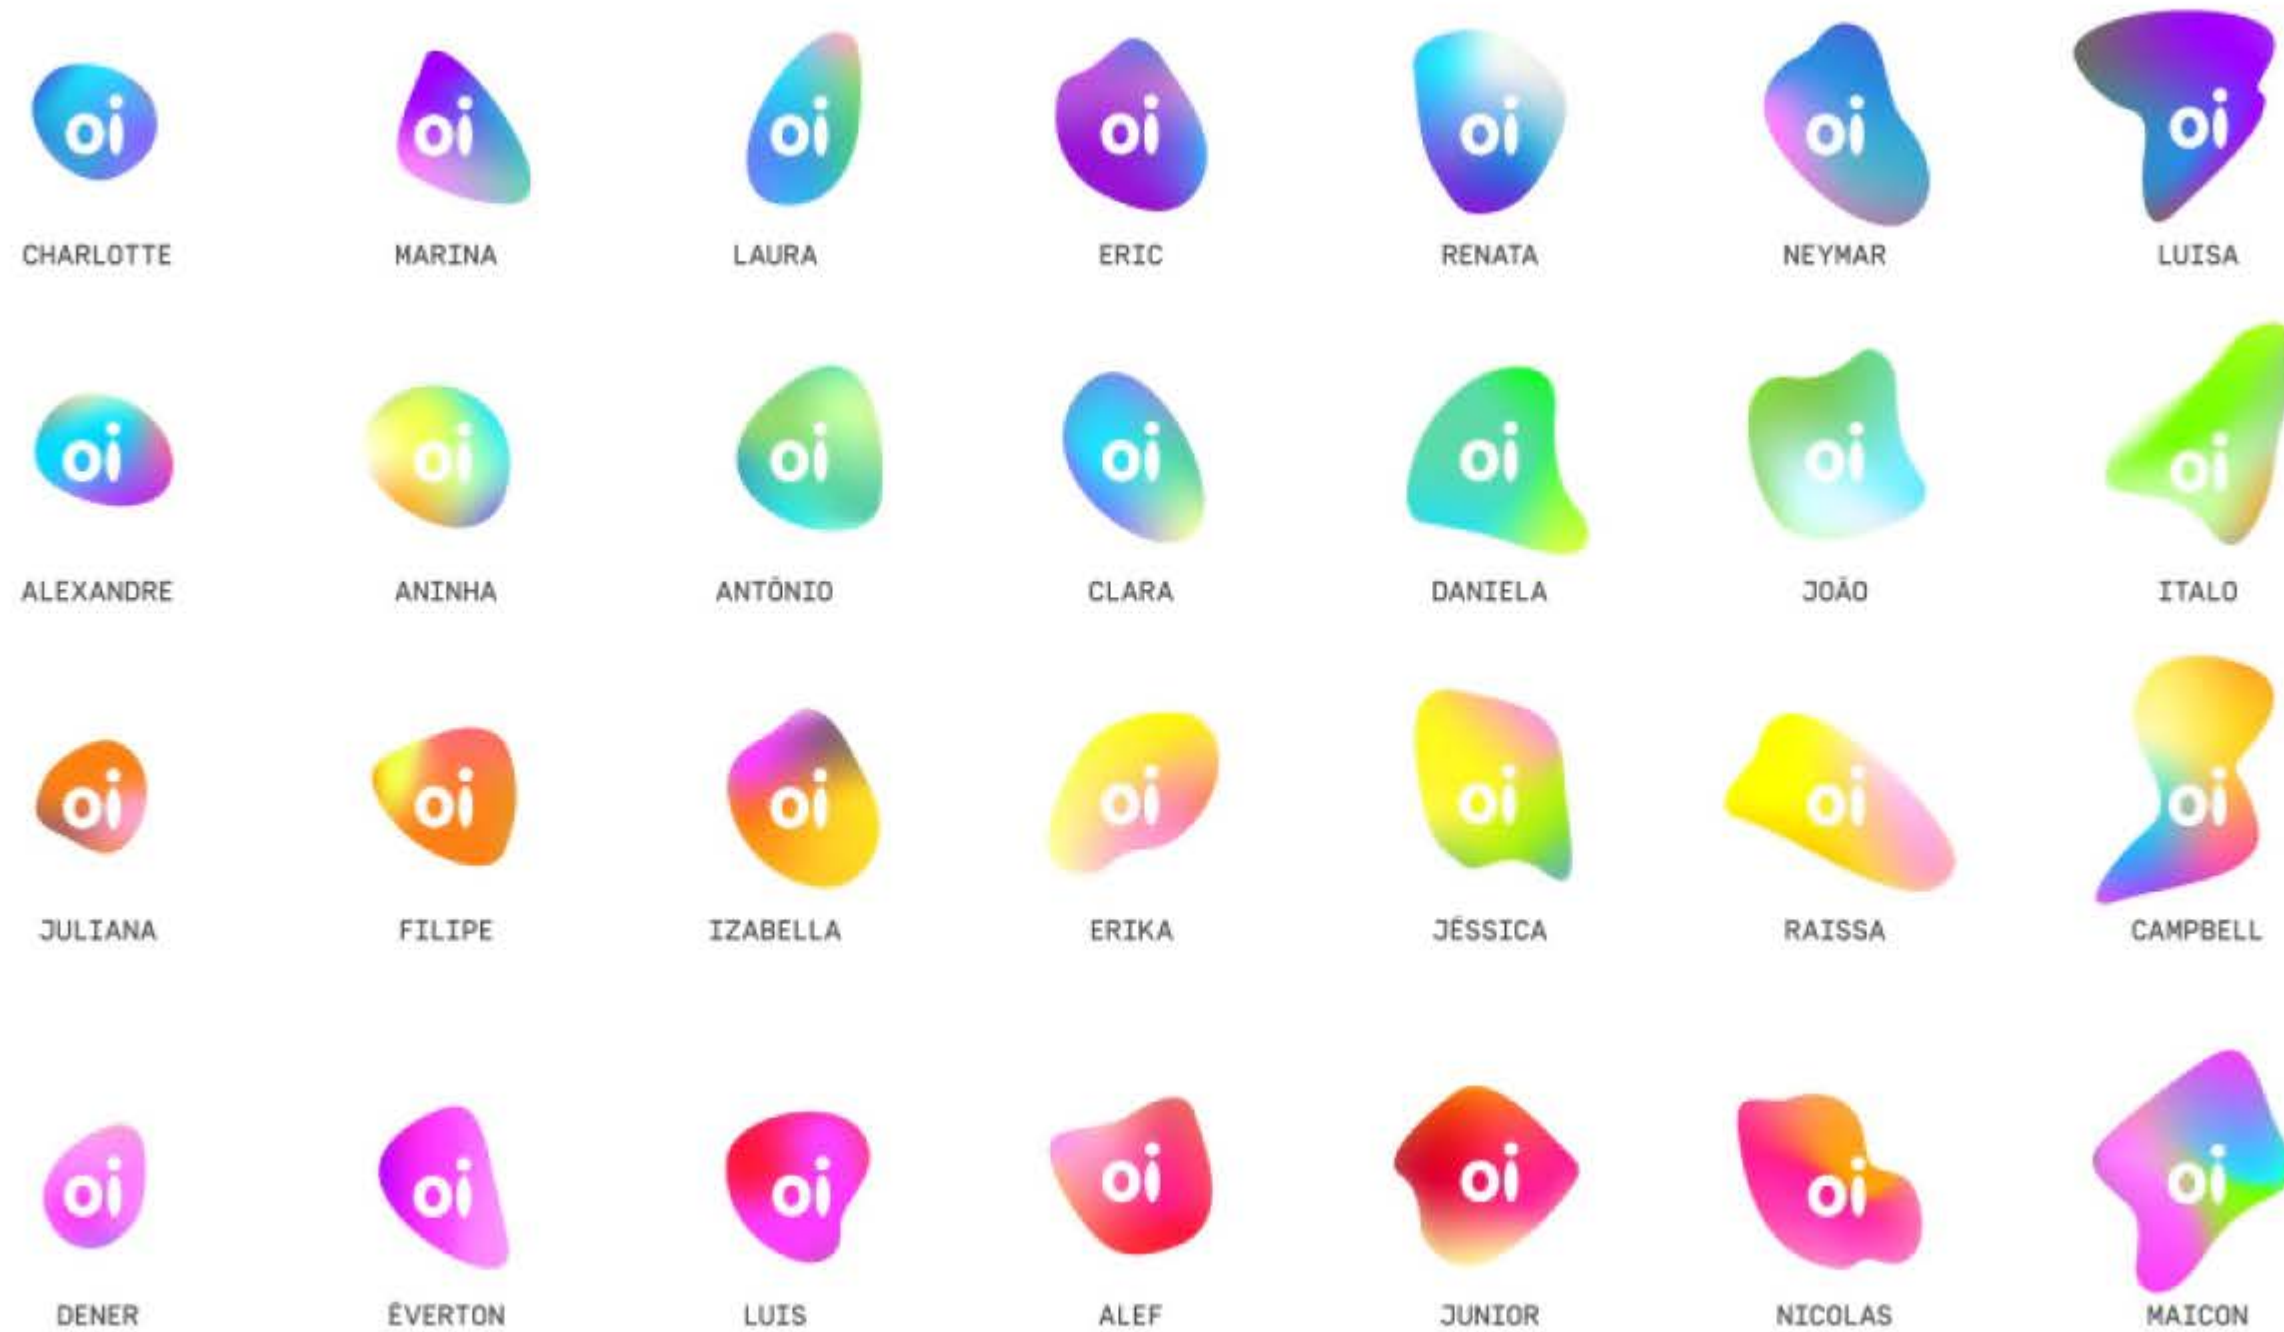 oi oi oi oi oi oi oi
CHARLOTTE MARINA LAURA ERIC RENATA NEYMAR LUISA
oi oi oi oi oi oi oi
ALEXANDRE ANINHA ANTÔNIO CLARA DANIELA JOÃO ITALO
oi oi oi oi oi oi oi
JULIANA FILIPE IZABELLA ERIKA JÉSSICA RAISSA CAMPBELL
oi oi oi oi oi oi oi
DENER ÉVERTON LUIS ALEF JUNIOR NICOLAS MAICON